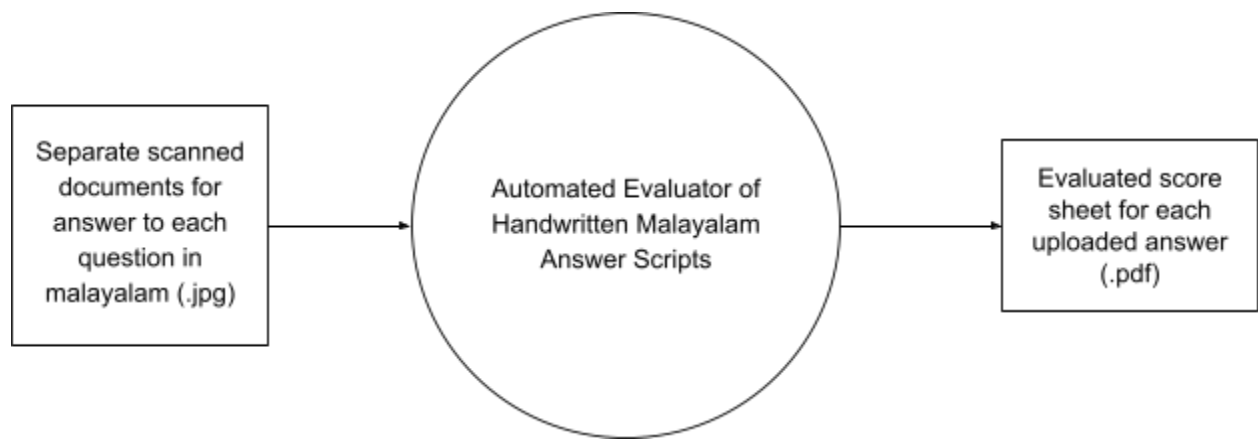 Separate scanned
documents for
answer to each
question in
malayalam (.jpg)
Automated Evaluator of
Handwritten Malayalam
Answer Scripts
Evaluated score
sheet for each
uploaded answer
(.pdf)